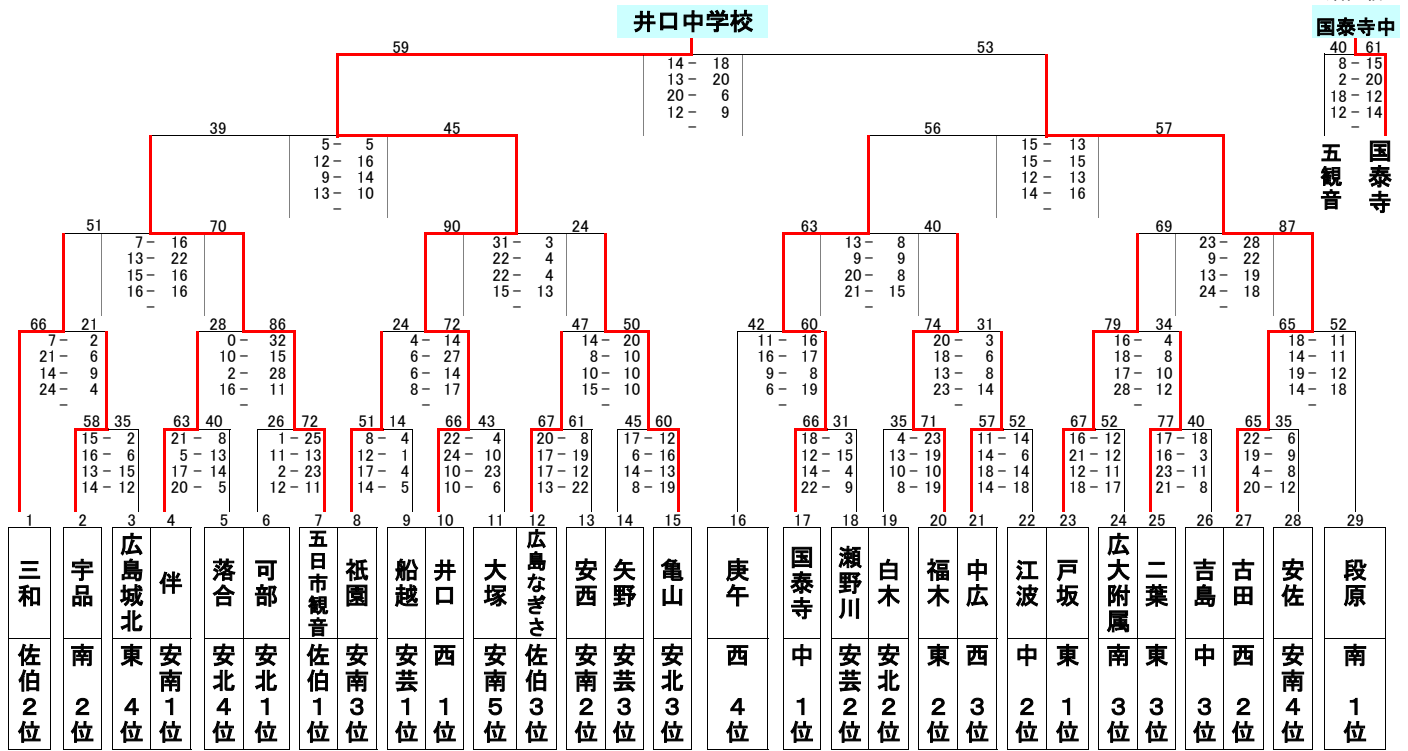 井口中学校
国泰寺中
59 53 40 61
14 - 18 8 - 15
13 - 20 2 - 20
20 - 6 18 - 12
12 - 9 12 - 14
- -
39 45 56 57
5 - 5 15 - 13
12 - 16 15 - 15
9 - 14 12 - 13
13 - 10 14 - 16
- -
五観音 国泰寺
51 70 90 24 63 40 69 87
7 - 16 31 - 3 13 - 8 23 - 28
13 - 22 22 - 4 9 - 9 9 - 22
15 - 16 22 - 4 20 - 8 13 - 19
16 - 16 15 - 13 21 - 15 24 - 18
- - - -
66 21 28 86 24 72 47 50 42 60 74 31 79 34 65 52
7 - 2 0 - 32 4 - 14 14 - 20 11 - 16 20 - 3 16 - 4 18 - 11
21 - 6 10 - 15 6 - 27 8 - 10 16 - 17 18 - 6 18 - 8 14 - 11
14 - 9 2 - 28 6 - 14 10 - 10 9 - 8 13 - 8 17 - 10 19 - 12
24 - 4 16 - 11 8 - 17 15 - 10 6 - 19 23 - 14 28 - 12 14 - 18
- - - - - - - -
58 35 63 40 26 72 51 14 66 43 67 61 45 60 66 31 35 71 57 52 67 52 77 40 65 35
15 - 2 21 - 8 1 - 25 8 - 4 22 - 4 20 - 8 17 - 12 18 - 3 4 - 23 11 - 14 16 - 12 17 - 18 22 - 6
16 - 6 5 - 13 11 - 13 12 - 1 24 - 10 17 - 19 6 - 16 12 - 15 13 - 19 14 - 6 21 - 12 16 - 3 19 - 9
13 - 15 17 - 14 2 - 23 17 - 4 10 - 23 17 - 12 14 - 13 14 - 4 10 - 10 18 - 14 12 - 11 23 - 11 4 - 8
14 - 12 20 - 5 12 - 11 14 - 5 10 - 6 13 - 22 8 - 19 22 - 9 8 - 19 14 - 18 18 - 17 21 - 8 20 - 12
1 2 3 4 5 6 7 8 9 10 11 12 13 14 15 16 17 18 19 20 21 22 23 24 25 26 27 28 29
三和 宇品 広島城北 伴 落合 可部 五日市観音 祇園 船越 井口 大塚 広島なぎさ 安西 矢野 亀山 庚午 国泰寺 瀬野川 白木 福木 中広 江波 戸坂 広大附属 二葉 吉島 古田 安佐 段原
佐伯2位 南2位 東4位 安南1位 安北4位 安北1位 佐伯1位 安南3位 安芸1位 西1位 安南5位 佐伯3位 安南2位 安芸3位 安北3位 西4位 中1位 安芸2位 安北2位 東2位 西3位 中2位 東1位 南3位 東3位 中3位 西2位 安南4位 南1位